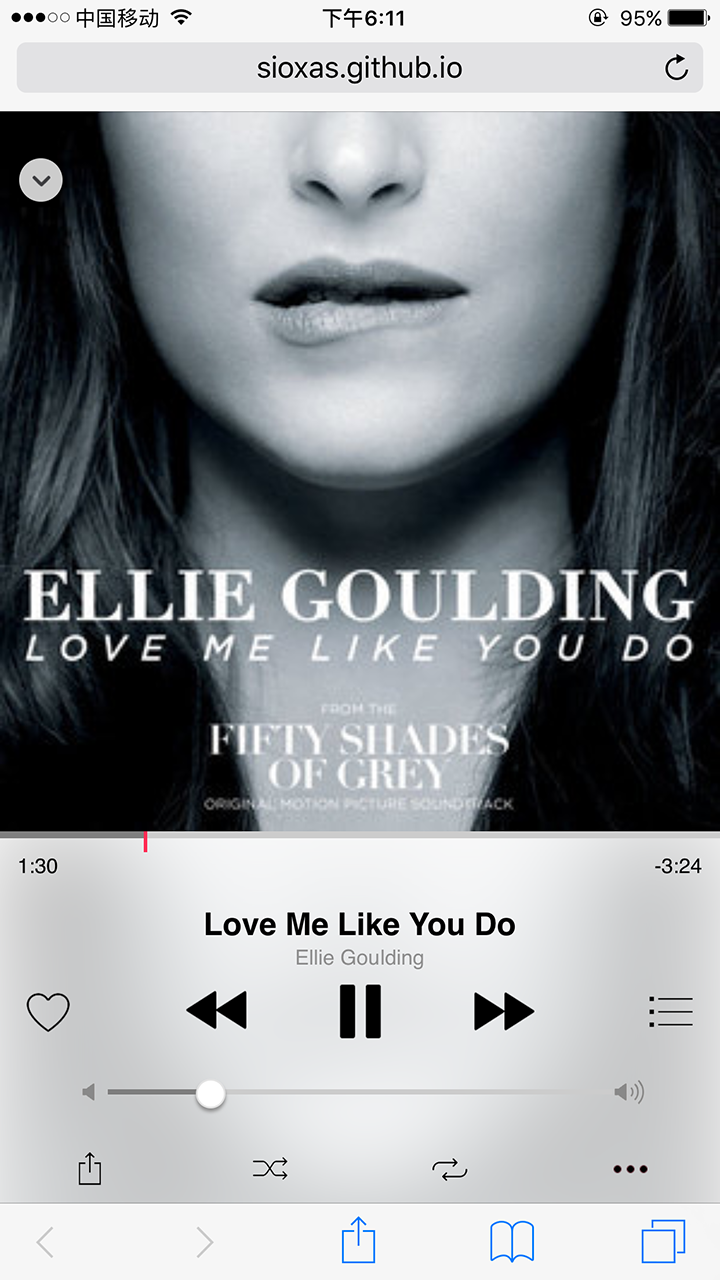 中国移动 下午6:11 95%
sioxas.github.io
ELLIE GOULDING
LOVE ME LIKE YOU DO
FROM THE
FIFTY SHADES
OF GREY
ORIGINAL MOTION PICTURE SOUNDTRACK
1:30 -3:24
Love Me Like You Do
Ellie Goulding